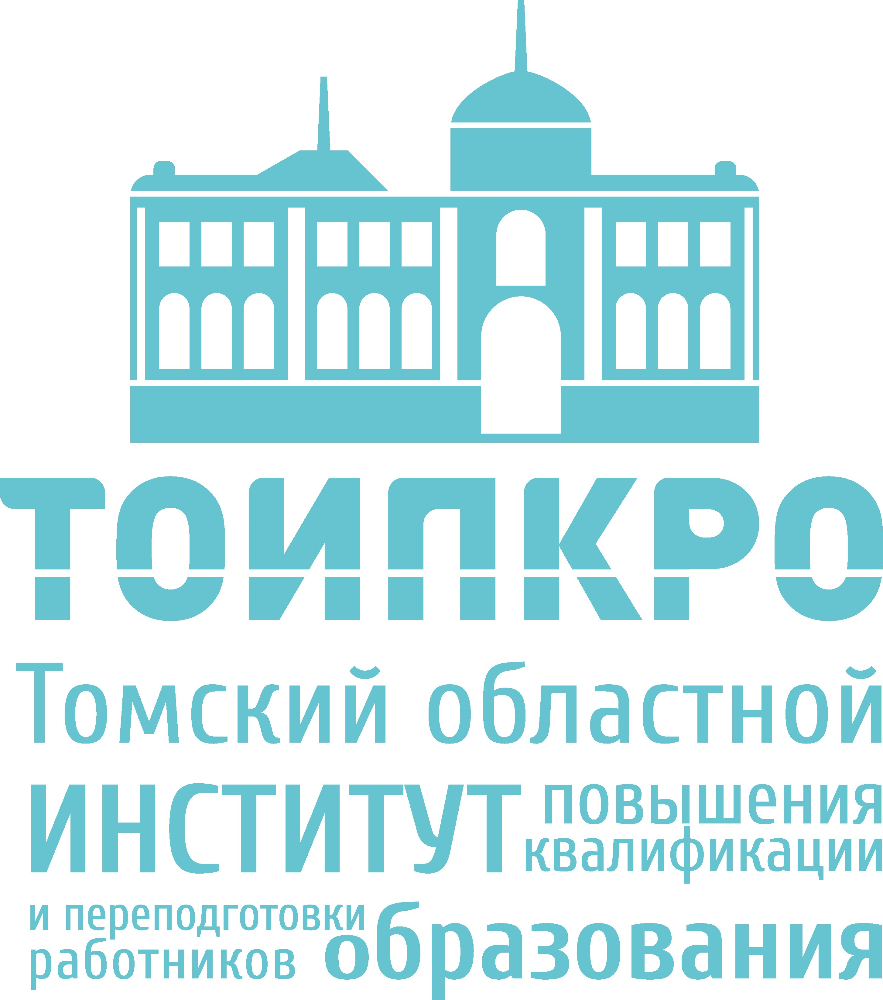 ТОИПКРО
Томский областной
ИНСТИТУТ повышения
квалификации
и переподготовки
работников образования